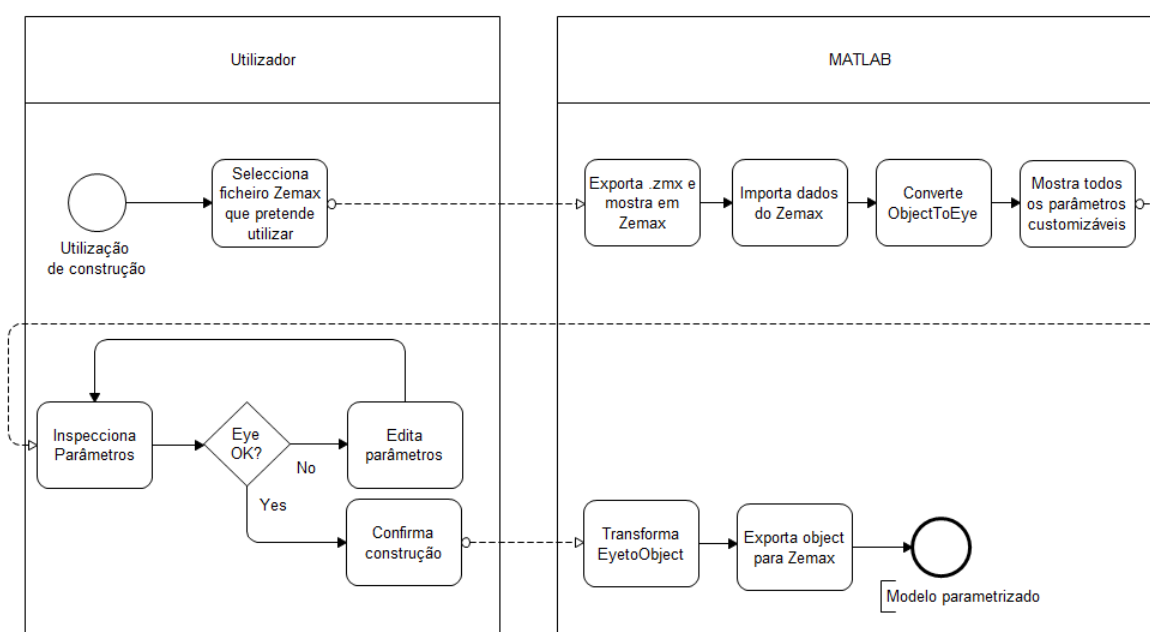 Utilizador
MATLAB
Utilização
de construção
Selecciona
ficheiro Zemax
que pretende
utilizar
Exporta .zmx e
mostra em
Zemax
Importa dados
do Zemax
Converte
ObjectToEye
Mostra todos
os parâmetros
customizáveis
Inspecciona
Parâmetros
Eye
OK?
No
Edita
parâmetros
Yes
Confirma
construção
Transforma
EyetoObject
Exporta object
para Zemax
Modelo parametrizado